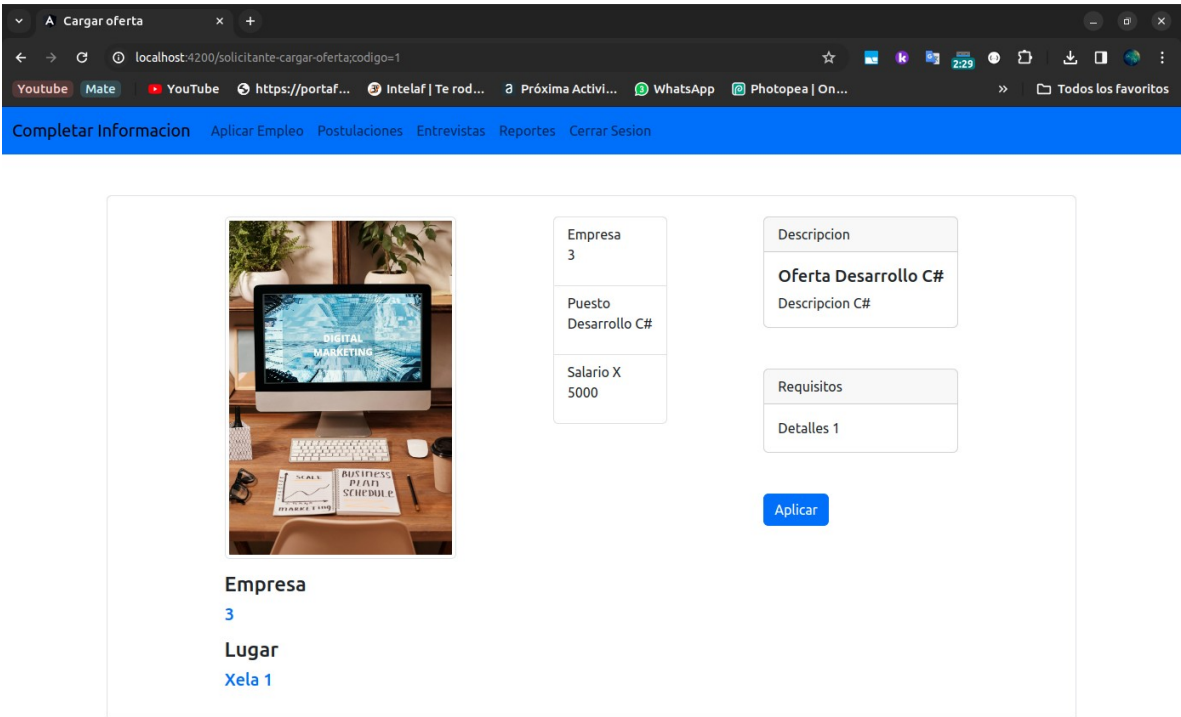 Cargar oferta
localhost:4200/solicitante-cargar-oferta;codigo=1
2:29
Youtube Mate YouTube https://portaf... Intelaf | Te rod... Próxima Activi... WhatsApp Photopea | On... » Todos los favoritos
Completar Informacion Aplicar Empleo Postulaciones Entrevistas Reportes Cerrar Sesion
DIGITAL
MARKETING
SCALE
MARKETING
BUSINESS
PLAN
SCHEDULE
Empresa
3
Lugar
Xela 1
Empresa
3
Puesto
Desarrollo C#
Salario X
5000
Descripcion
Oferta Desarrollo C#
Descripcion C#
Requisitos
Detalles 1
Aplicar